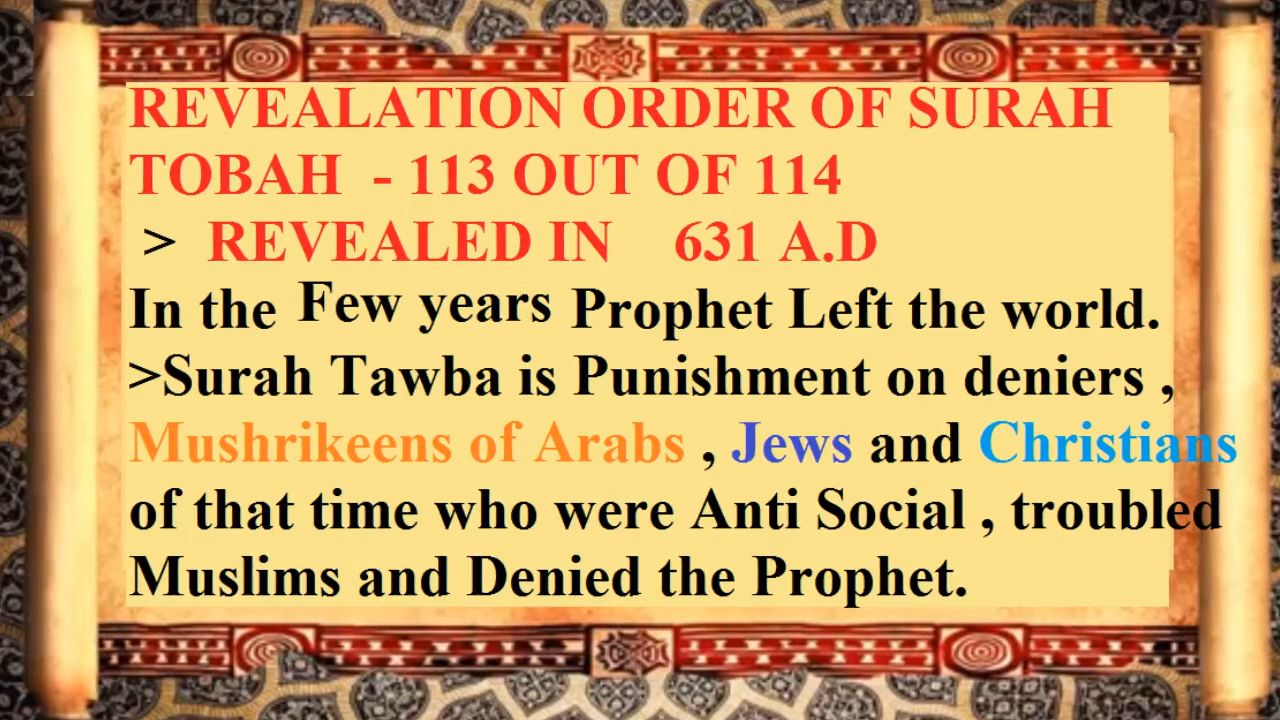 REVEALATION ORDER OF SURAH
TOBAH - 113 OUT OF 114
> REVEALED IN 631 A.D
In the Few years Prophet Left the world.
>Surah Tawba is Punishment on deniers ,
Mushrikeens of Arabs , Jews and Christians
of that time who were Anti Social , troubled
Muslims and Denied the Prophet.